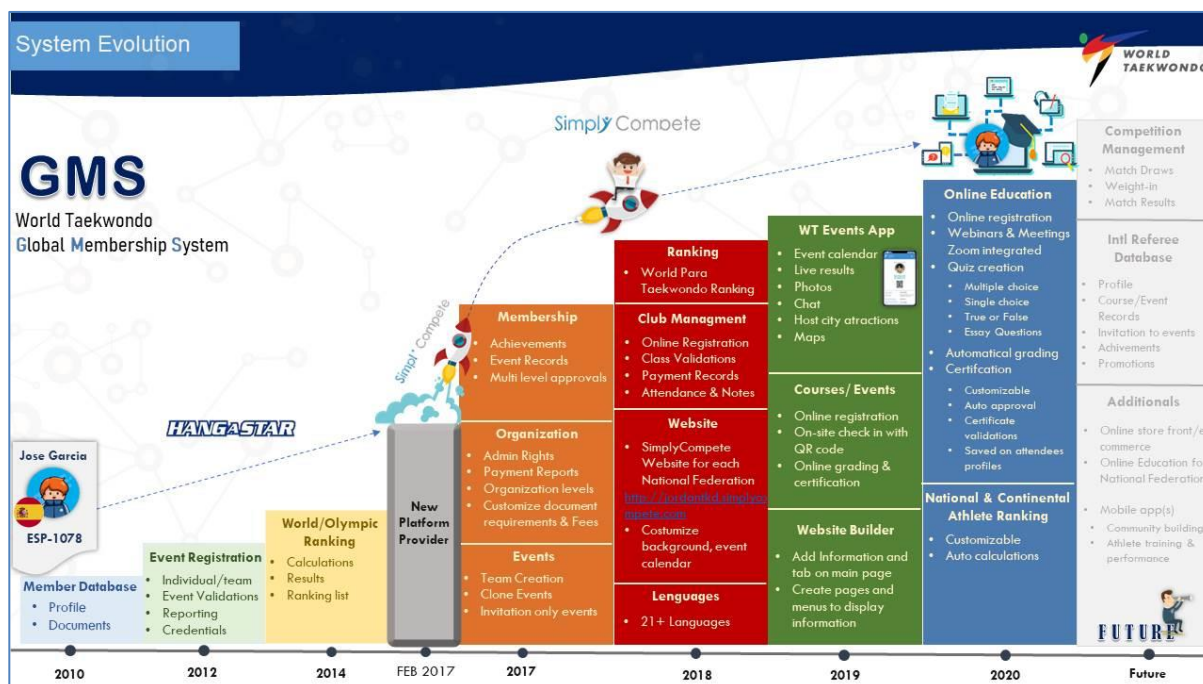 System Evolution
WORLD
TAEKWONDO
GMS
World Taekwondo
Global Membership System
HANGASTAR
Simply Compete
Simply Compete
Jose Garcia
ESP-1078
Member Database
• Profile
• Documents
Event Registration
• Individual/team
• Event Validations
• Reporting
• Credentials
World/Olympic
Ranking
• Calculations
• Results
• Ranking list
New
Platform
Provider
Membership
• Achievements
• Event Records
• Multi level approvals
Organization
• Admin Rights
• Payment Reports
• Organization levels
• Customize document
requirements & Fees
Events
• Team Creation
• Clone Events
• Invitation only events
Ranking
• World Para
Taekwondo Ranking
Club Managment
• Online Registration
• Class Validations
• Payment Records
• Attendance & Notes
Website
• SimplyCompete
Website for each
National Federation
http://jordantkd.simplyco
mpete.com
• Costumize
background, event
calendar
Lenguages
• 21+ Languages
WT Events App
• Event calendar
• Live results
• Photos
• Chat
• Host city atractions
• Maps
Courses/ Events
• Online registration
• On-site check in with
QR code
• Online grading &
certification
Website Builder
• Add Information and
tab on main page
• Create pages and
menus to display
information
Online Education
• Online registration
• Webinars & Meetings
Zoom integrated
• Quiz creation
• Multiple choice
• Single choice
• True or False
• Essay Questions
• Automatical grading
• Certifcation
• Customizable
• Auto approval
• Certificate
validations
• Saved on attendees
profiles
National & Continental
Athlete Ranking
• Customizable
• Auto calculations
Competition
Management
• Match Draws
• Weight-in
• Match Results
Intl Referee
Database
• Profile
• Course/Event
Records
• Invitation to events
• Achivements
• Promotions
Additionals
• Online store front/e
commerce
• Online Education fo
National Federation
• Mobile app(s)
• Community building
• Athlete training &
performance
FUTURE
2010
2012
2014
FEB 2017
2017
2018
2019
2020
Future